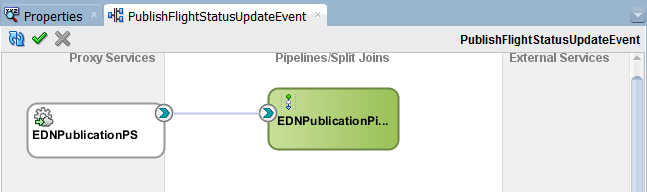 Properties
PublishFlightStatusUpdateEvent
PublishFlightStatusUpdateEvent
Proxy Services
Pipelines/Split Joins
External Services
EDNPublicationPS
EDNPublicationPi...